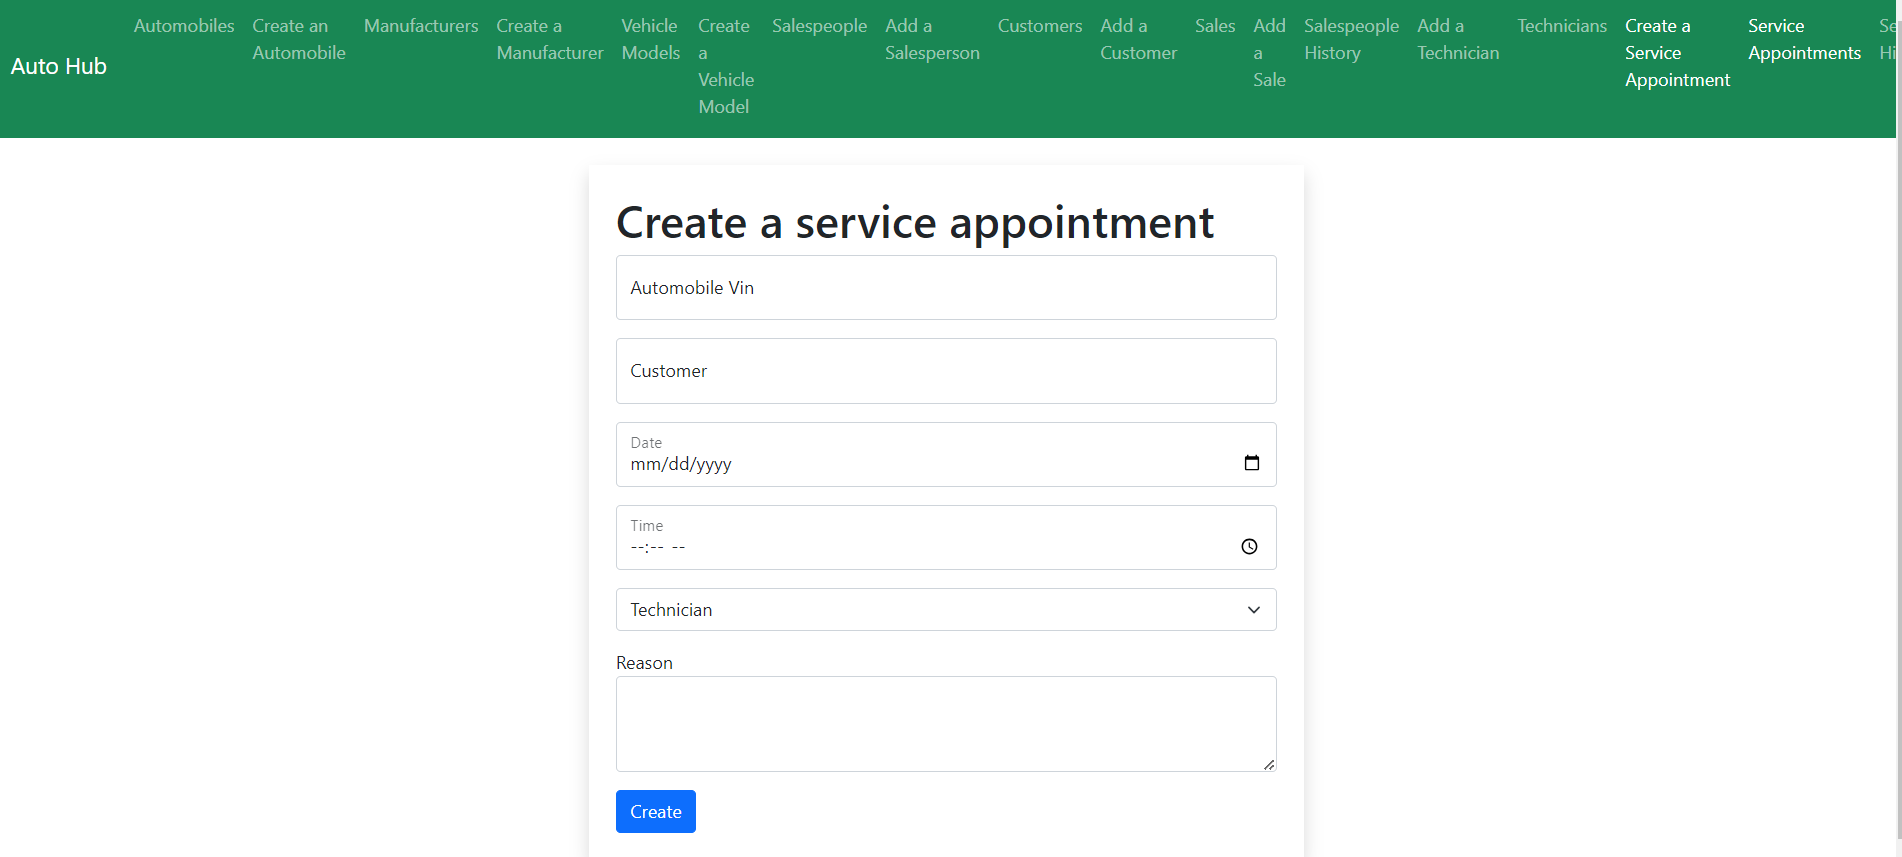 Auto Hub
Automobiles
Create an
Automobile
Manufacturers
Create a
Manufacturer
Vehicle
Models
Create
a
Vehicle
Model
Salespeople
Add a
Salesperson
Customers
Add a
Customer
Sales
Add
a
Sale
Salespeople
History
Add a
Technician
Technicians
Create a
Service
Appointment
Service
Appointments
Create a service appointment
Automobile Vin
Customer
Date
mm/dd/yyyy
Time
--:-- --
Technician
Reason
Create